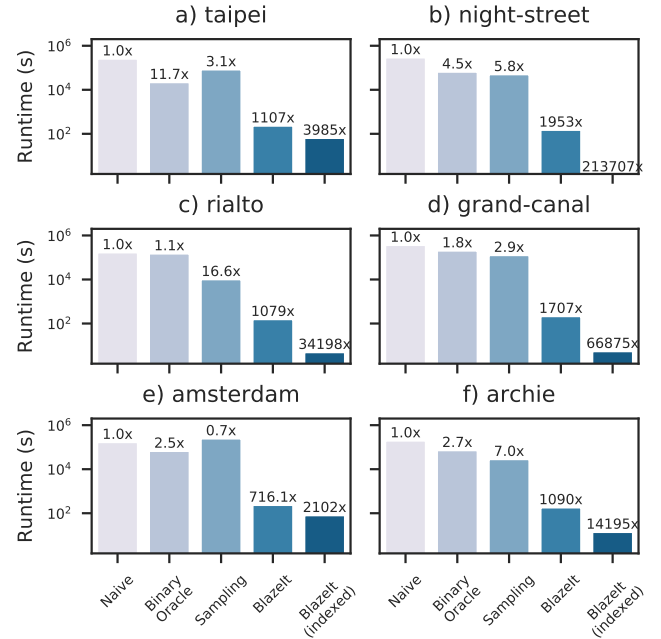 a) taipei
b) night-street
Runtime (s)
10^6
10^4
10^2
1.0x
11.7x
3.1x
1107x
3985x
1.0x
4.5x
5.8x
1953x
213707x
c) rialto
d) grand-canal
Runtime (s)
10^6
10^4
10^2
1.0x
1.1x
16.6x
1079x
34198x
1.0x
1.8x
2.9x
1707x
66875x
e) amsterdam
f) archie
Runtime (s)
10^6
10^4
10^2
1.0x
2.5x
0.7x
716.1x
2102x
1.0x
2.7x
7.0x
1090x
14195x
Naive
Binary
Oracle
Sampling
BlazeIt
BlazeIt
(indexed)
Naive
Binary
Oracle
Sampling
BlazeIt
BlazeIt
(indexed)